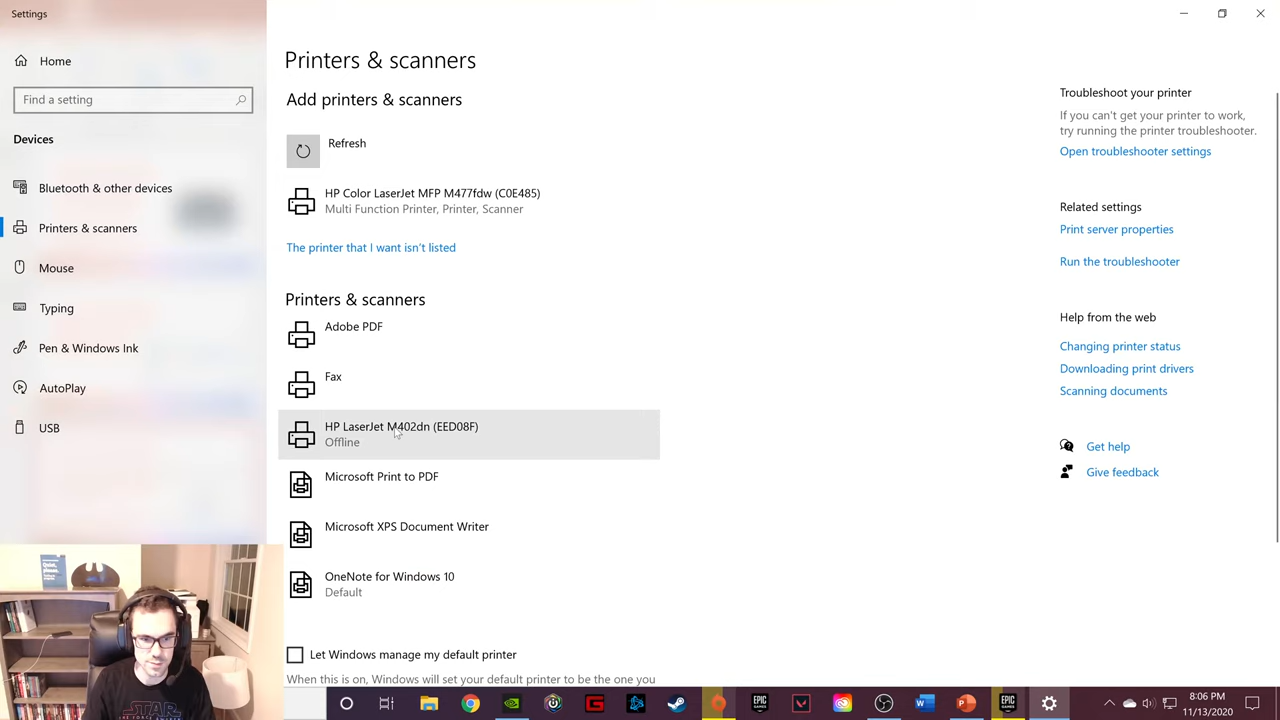 Settings
Home
Find a setting
Devices
Bluetooth & other devices
Printers & scanners
Mouse
Typing
Pen & Windows Ink
AutoPlay
USB
Printers & scanners
Add printers & scanners
Refresh
HP Color LaserJet MFP M477fdw (C0E485)
Multi Function Printer, Printer, Scanner
The printer that I want isn't listed
Printers & scanners
Adobe PDF
Fax
HP LaserJet M402dn (EED08F)
Offline
Microsoft Print to PDF
Microsoft XPS Document Writer
OneNote for Windows 10
Default
Let Windows manage my default printer
When this is on, Windows will set your default printer to be the one you
Troubleshoot your printer
If you can't get your printer to work,
try running the printer troubleshooter.
Open troubleshooter settings
Related settings
Print server properties
Run the troubleshooter
Help from the web
Changing printer status
Downloading print drivers
Scanning documents
Get help
Give feedback
EPIC
GAMES
EPIC
GAMES
8:06 PM
11/13/2020
STAR
WARS